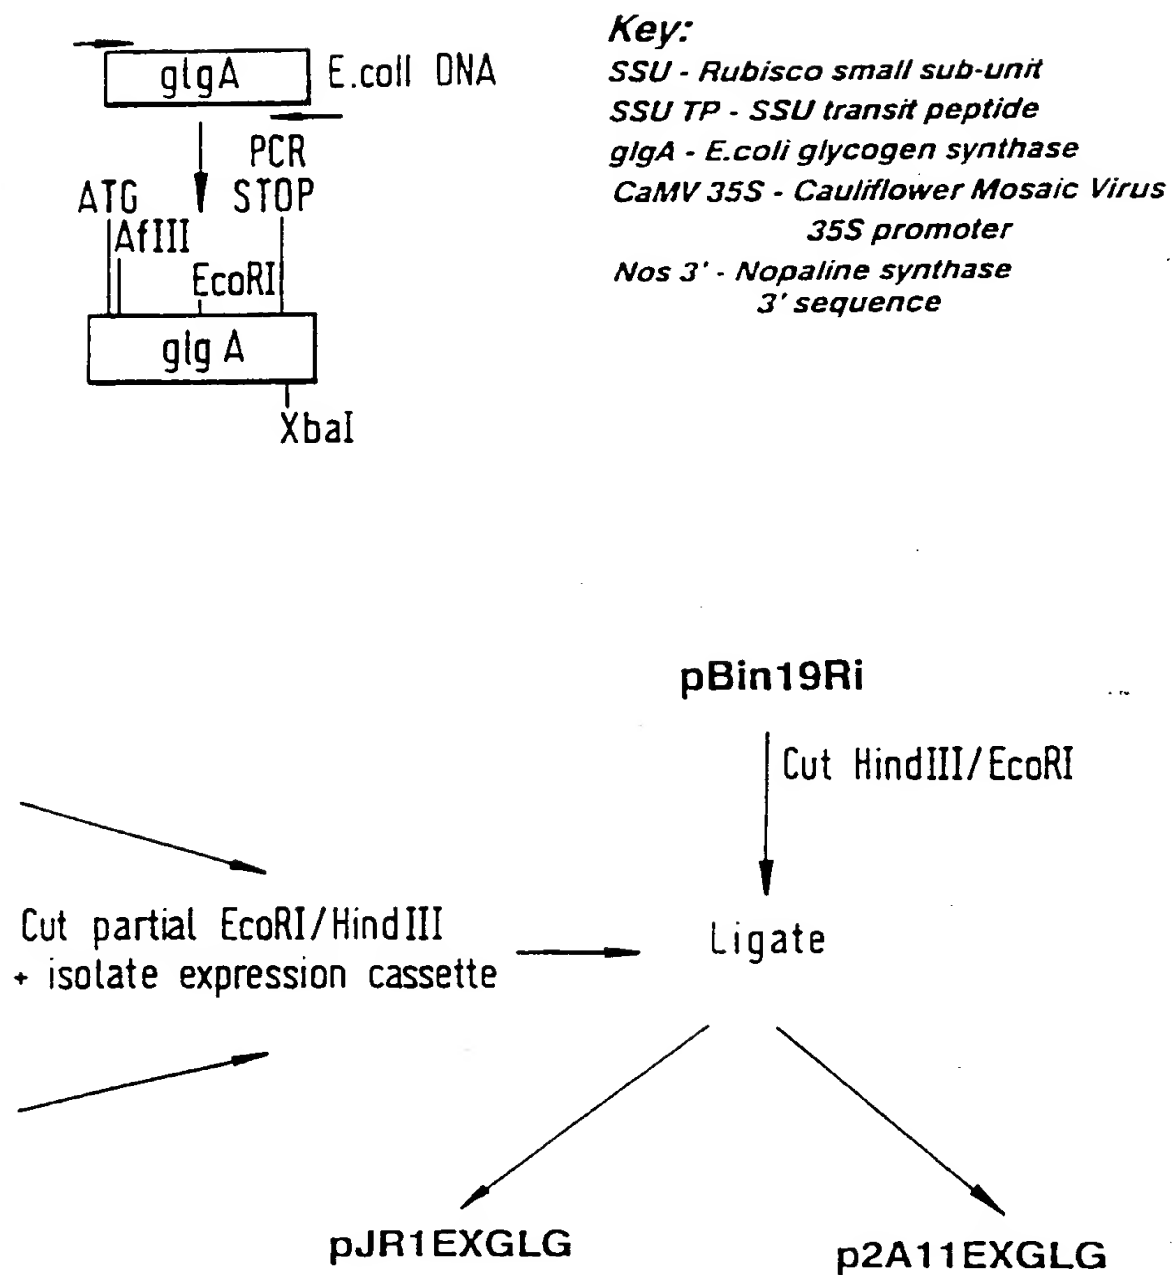 glgA E.coll DNA
PCR
ATG STOP
AflII
EcoRI
glg A
XbaI
Key:
SSU - Rubisco small sub-unit
SSU TP - SSU transit peptide
glgA - E.coli glycogen synthase
CaMV 35S - Cauliflower Mosaic Virus
35S promoter
Nos 3' - Nopaline synthase
3' sequence
pBin19Ri
Cut HindIII/EcoRI
Cut partial EcoRI/HindIII
+ isolate expression cassette
Ligate
pJR1EXGLG
p2A11EXGLG